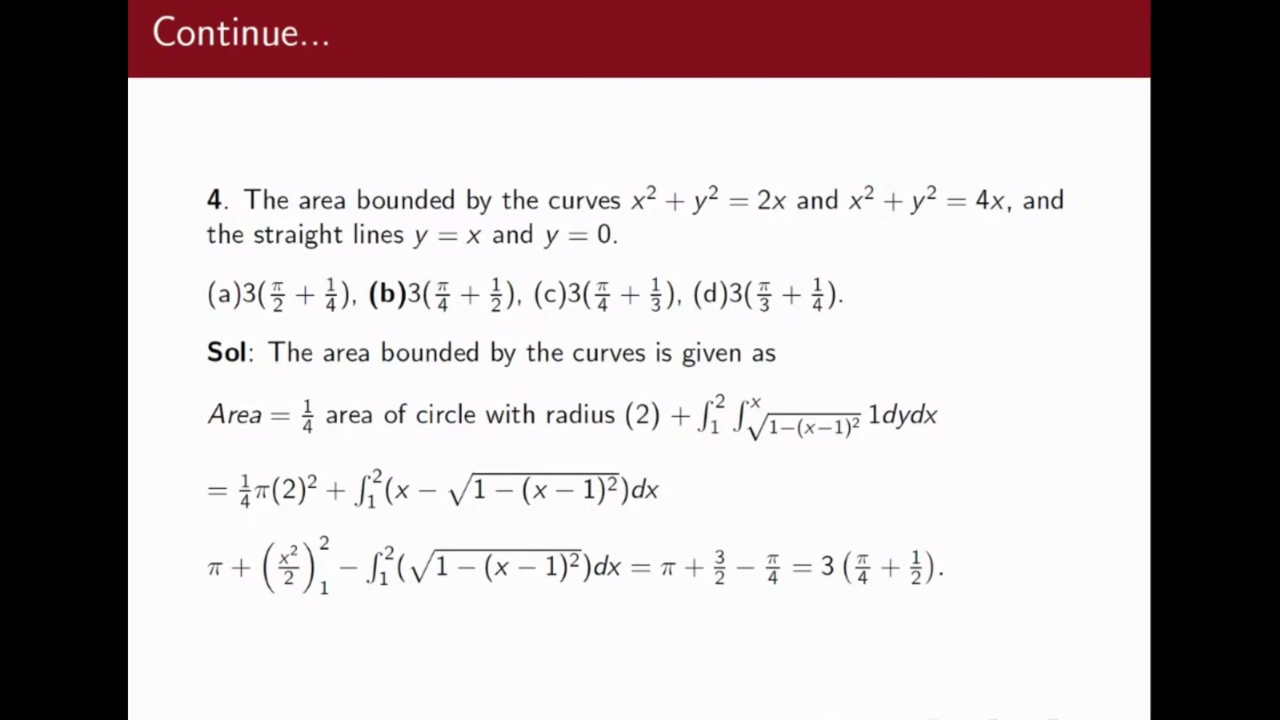 Continue...
4. The area bounded by the curves x² + y² = 2x and x² + y² = 4x, and
the straight lines y = x and y = 0.
(a)3(π/2 + 1/4), (b)3(π/4 + 1/2), (c)3(π/4 + 1/3), (d)3(π/3 + 1/4).
Sol: The area bounded by the curves is given as
Area = 1/4 area of circle with radius (2) + ∫₁² ∫_{√(1−(x−1)²)}^{x} 1dydx
= 1/4 π(2)² + ∫₁²(x − √(1 − (x − 1)²))dx
π + (x²/2)₁² − ∫₁²(√(1 − (x − 1)²))dx = π + 3/2 − π/4 = 3 (π/4 + 1/2).